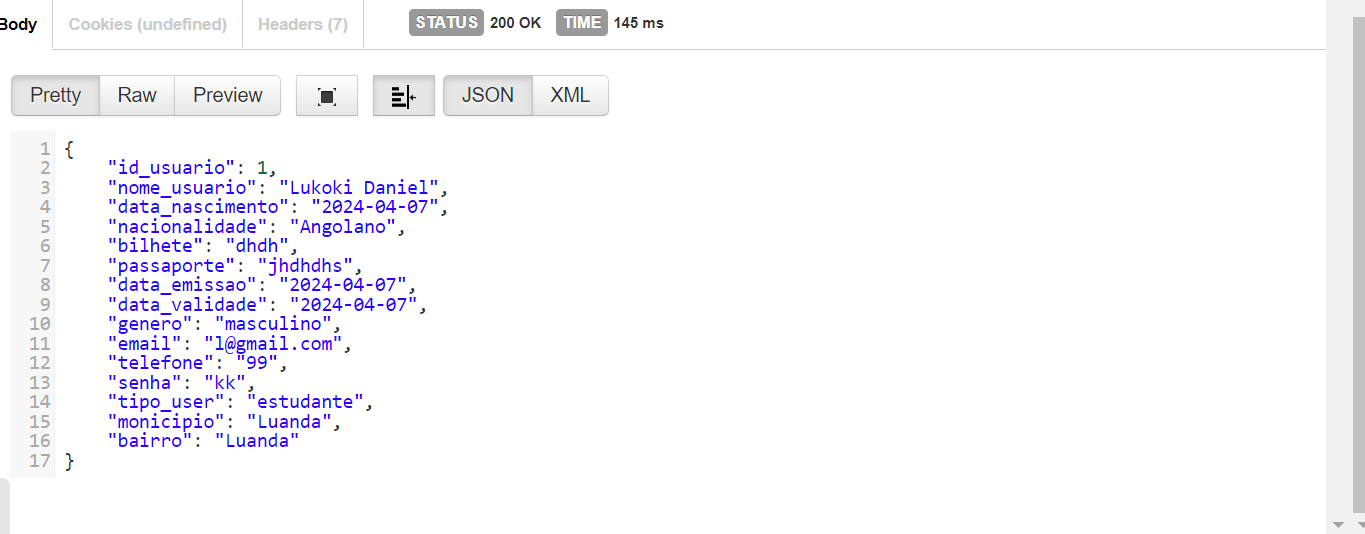 Body Cookies (undefined) Headers (7) STATUS 200 OK TIME 145 ms
Pretty Raw Preview JSON XML
1 {
2 "id_usuario": 1,
3 "nome_usuario": "Lukoki Daniel",
4 "data_nascimento": "2024-04-07",
5 "nacionalidade": "Angolano",
6 "bilhete": "dhdh",
7 "passaporte": "jhdhdhs",
8 "data_emissao": "2024-04-07",
9 "data_validade": "2024-04-07",
10 "genero": "masculino",
11 "email": "l@gmail.com",
12 "telefone": "99",
13 "senha": "kk",
14 "tipo_user": "estudante",
15 "monicipio": "Luanda",
16 "bairro": "Luanda"
17 }